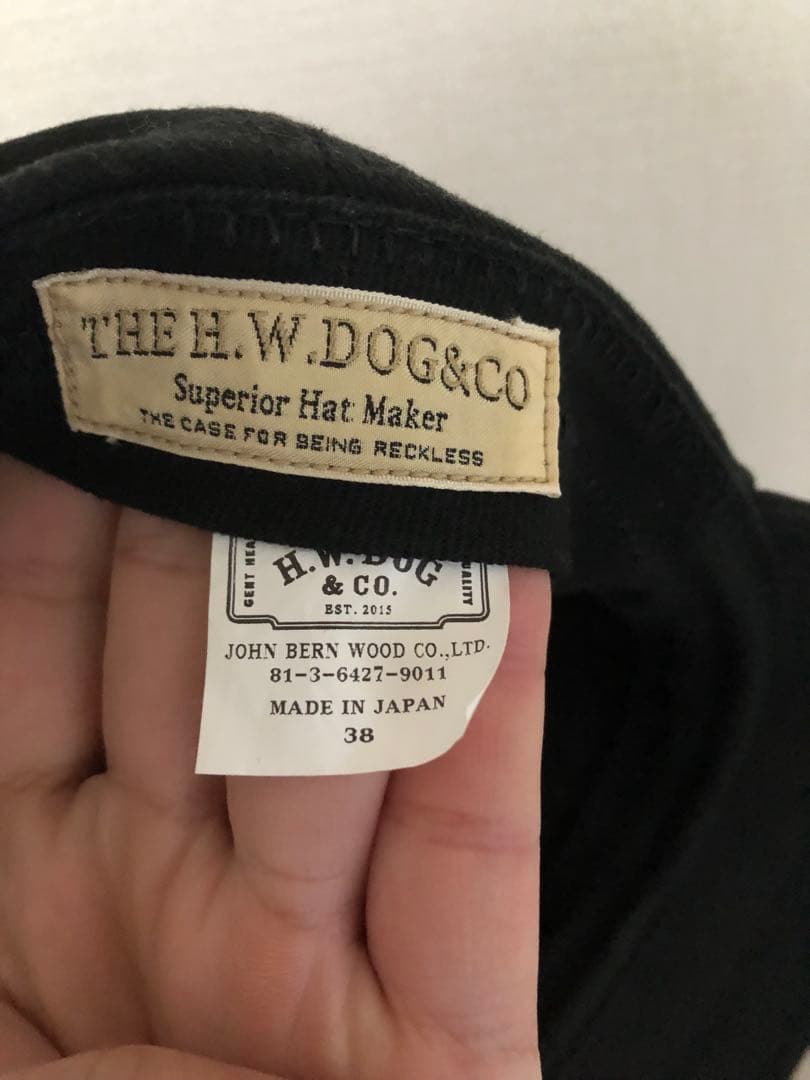 THE H.W.DOG&CO
Superior Hat Maker
THE CASE FOR BEING RECKLESS
H.W.DOG
& CO.
EST. 2015
GENT
JOHN BERN WOOD CO.,LTD.
81-3-6427-9011
MADE IN JAPAN
38